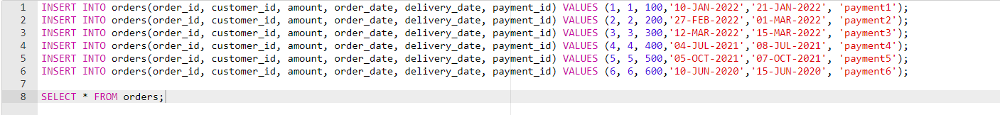 1 INSERT INTO orders(order_id, customer_id, amount, order_date, delivery_date, payment_id) VALUES (1, 1, 100,'10-JAN-2022','21-JAN-2022', 'payment1');
2 INSERT INTO orders(order_id, customer_id, amount, order_date, delivery_date, payment_id) VALUES (2, 2, 200,'27-FEB-2022','01-MAR-2022', 'payment2');
3 INSERT INTO orders(order_id, customer_id, amount, order_date, delivery_date, payment_id) VALUES (3, 3, 300,'12-MAR-2022','15-MAR-2022', 'payment3');
4 INSERT INTO orders(order_id, customer_id, amount, order_date, delivery_date, payment_id) VALUES (4, 4, 400,'04-JUL-2021','08-JUL-2021', 'payment4');
5 INSERT INTO orders(order_id, customer_id, amount, order_date, delivery_date, payment_id) VALUES (5, 5, 500,'05-OCT-2021','07-OCT-2021', 'payment5');
6 INSERT INTO orders(order_id, customer_id, amount, order_date, delivery_date, payment_id) VALUES (6, 6, 600,'10-JUN-2020','15-JUN-2020', 'payment6');
7
8 SELECT * FROM orders;